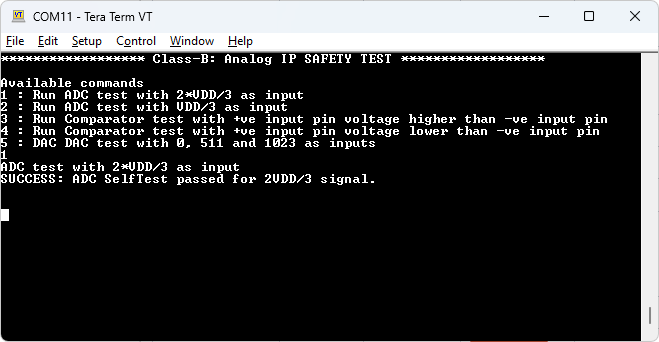 COM11 - Tera Term VT
File Edit Setup Control Window Help
****************** Class-B: Analog IP SAFETY TEST ******************
Available commands
1 : Run ADC test with 2*VDD/3 as input
2 : Run ADC test with VDD/3 as input
3 : Run Comparator test with +ve input pin voltage higher than -ve input pin
4 : Run Comparator test with +ve input pin voltage lower than -ve input pin
5 : DAC DAC test with 0, 511 and 1023 as inputs
1
ADC test with 2*VDD/3 as input
SUCCESS: ADC SelfTest passed for 2VDD/3 signal.